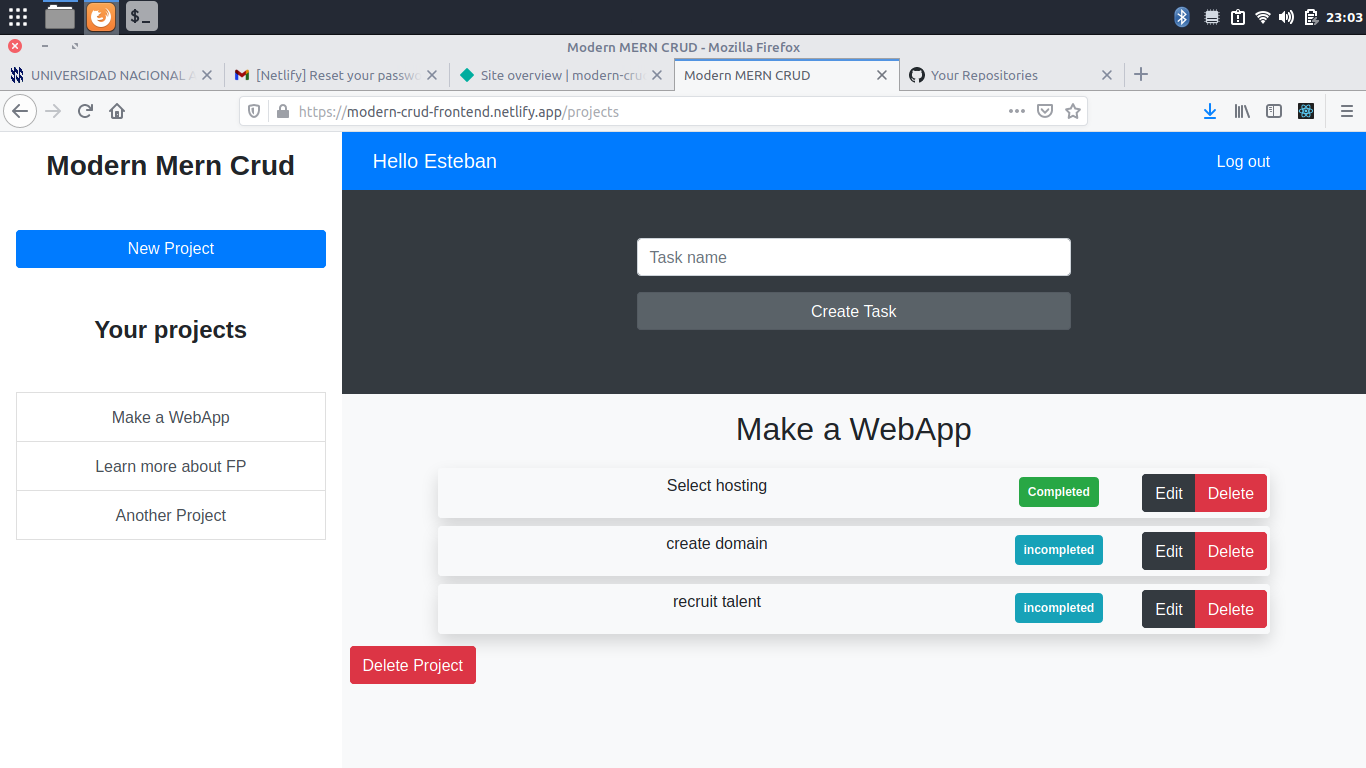 $_
23:03
Modern MERN CRUD - Mozilla Firefox
UNIVERSIDAD NACIONAL A
[Netlify] Reset your passwo
Site overview | modern-cru
Modern MERN CRUD
Your Repositories
https://modern-crud-frontend.netlify.app/projects
Modern Mern Crud
New Project
Your projects
Make a WebApp
Learn more about FP
Another Project
Hello Esteban
Log out
Task name
Create Task
Make a WebApp
Select hosting Completed Edit Delete
create domain incompleted Edit Delete
recruit talent incompleted Edit Delete
Delete Project